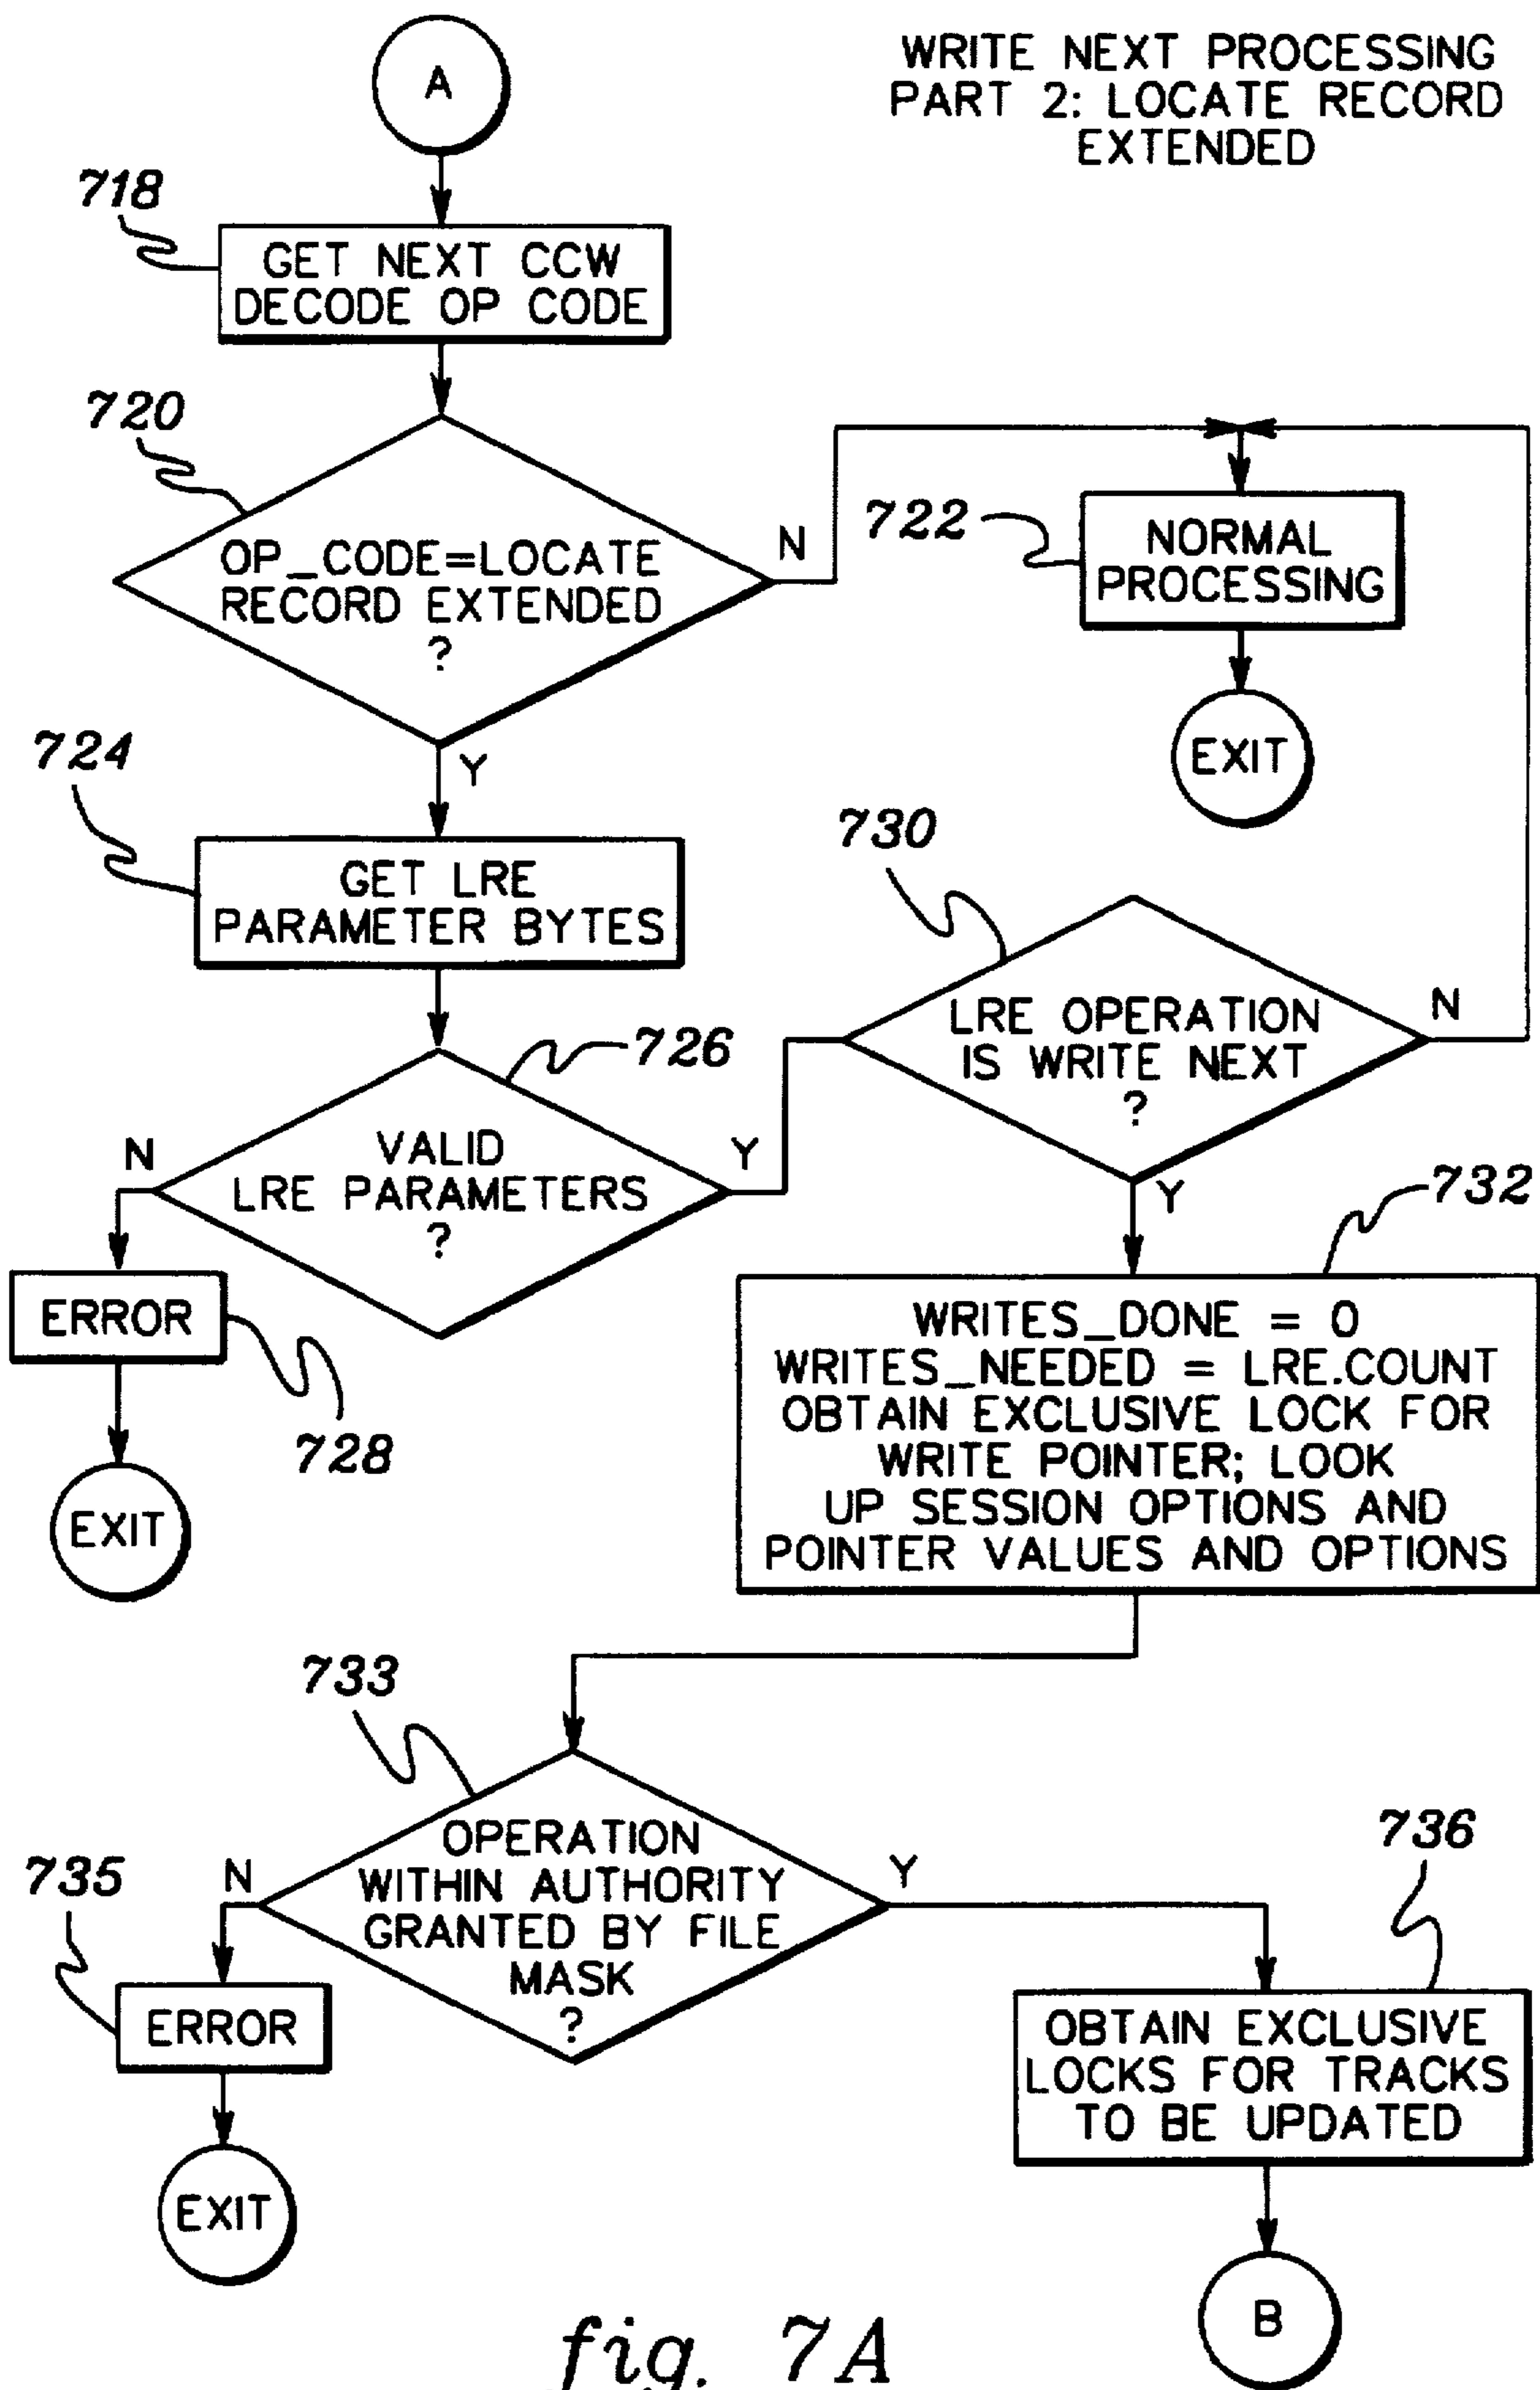 A
WRITE NEXT PROCESSING
PART 2: LOCATE RECORD
EXTENDED
718
GET NEXT CCW
DECODE OP CODE
720
OP_CODE=LOCATE
RECORD EXTENDED
?
N
Y
722
NORMAL
PROCESSING
EXIT
724
GET LRE
PARAMETER BYTES
726
VALID
LRE PARAMETERS
?
N
Y
ERROR
728
EXIT
730
LRE OPERATION
IS WRITE NEXT
?
N
Y
732
WRITES_DONE = 0
WRITES_NEEDED = LRE.COUNT
OBTAIN EXCLUSIVE LOCK FOR
WRITE POINTER; LOOK
UP SESSION OPTIONS AND
POINTER VALUES AND OPTIONS
733
OPERATION
WITHIN AUTHORITY
GRANTED BY FILE
MASK
?
N
Y
735
ERROR
EXIT
736
OBTAIN EXCLUSIVE
LOCKS FOR TRACKS
TO BE UPDATED
B
fig. 7A